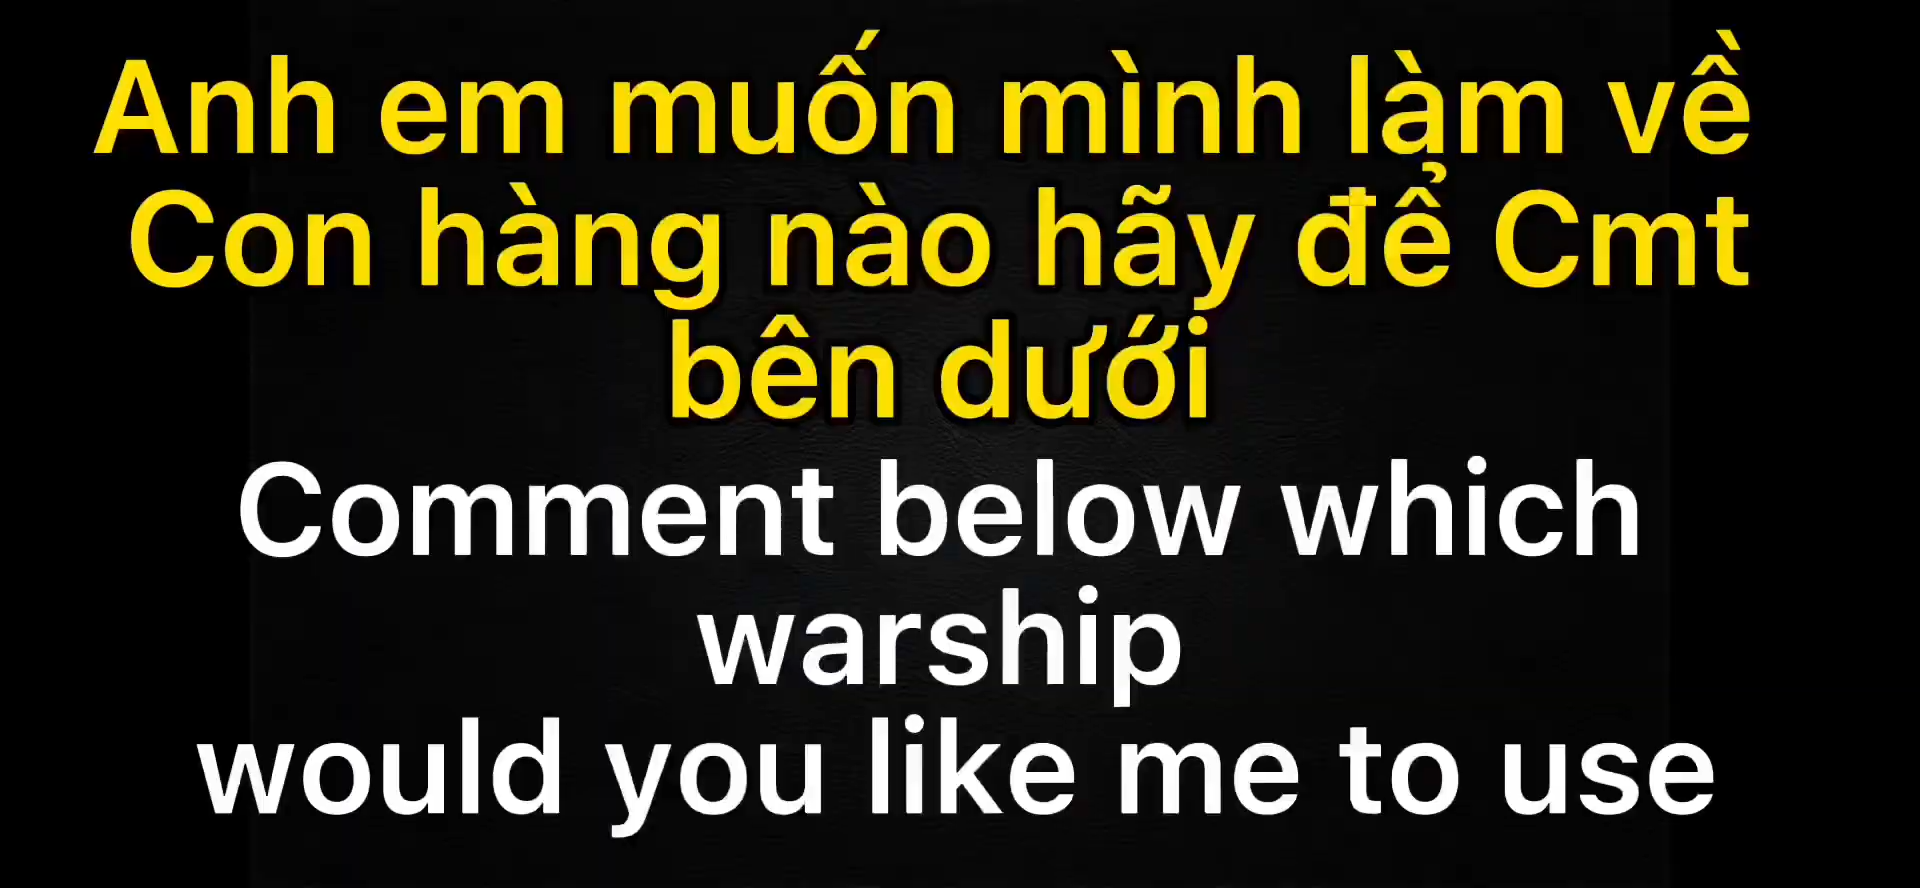 Anh em muốn mình làm về
Con hàng nào hãy để Cmt
bên dưới
Comment below which
warship
would you like me to use